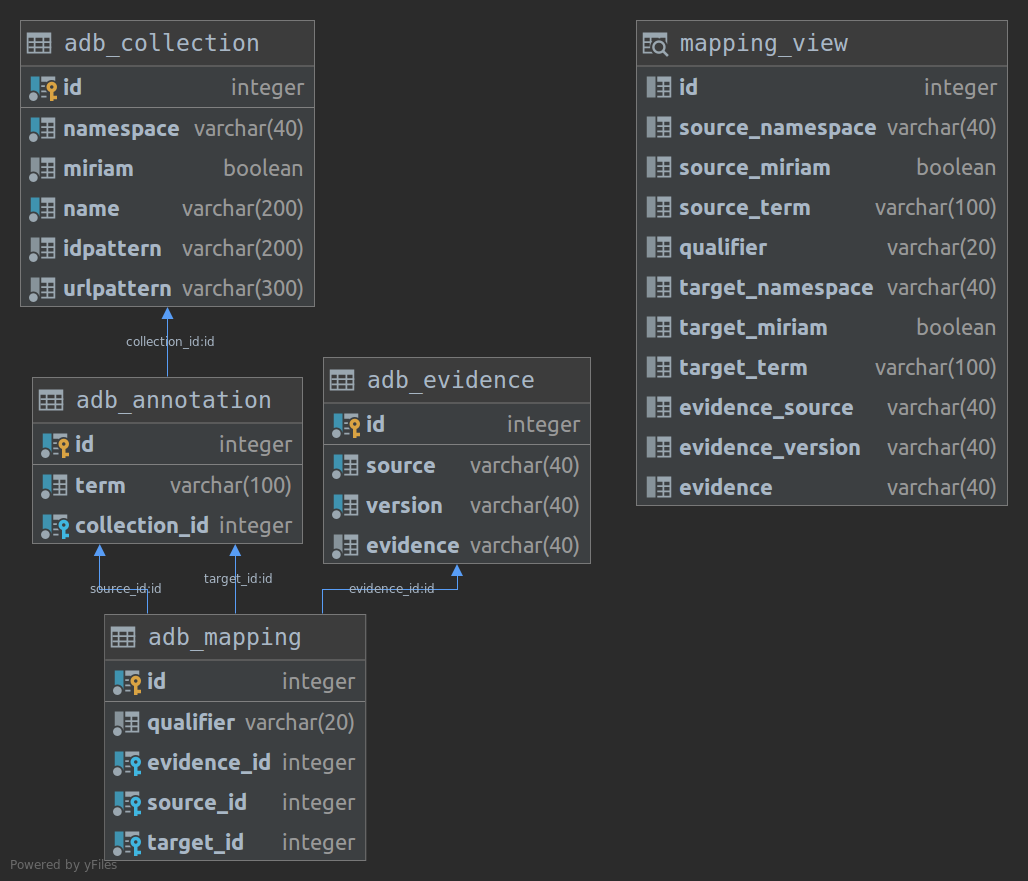 adb_collection
id integer
namespace varchar(40)
miriam boolean
name varchar(200)
idpattern varchar(200)
urlpattern varchar(300)
collection_id:id
adb_annotation
id integer
term varchar(100)
collection_id integer
adb_evidence
id integer
source varchar(40)
version varchar(40)
evidence varchar(40)
source_id:id
target_id:id
evidence_id:id
adb_mapping
id integer
qualifier varchar(20)
evidence_id integer
source_id integer
target_id integer
mapping_view
id integer
source_namespace varchar(40)
source_miriam boolean
source_term varchar(100)
qualifier varchar(20)
target_namespace varchar(40)
target_miriam boolean
target_term varchar(100)
evidence_source varchar(40)
evidence_version varchar(40)
evidence varchar(40)
Powered by yFiles